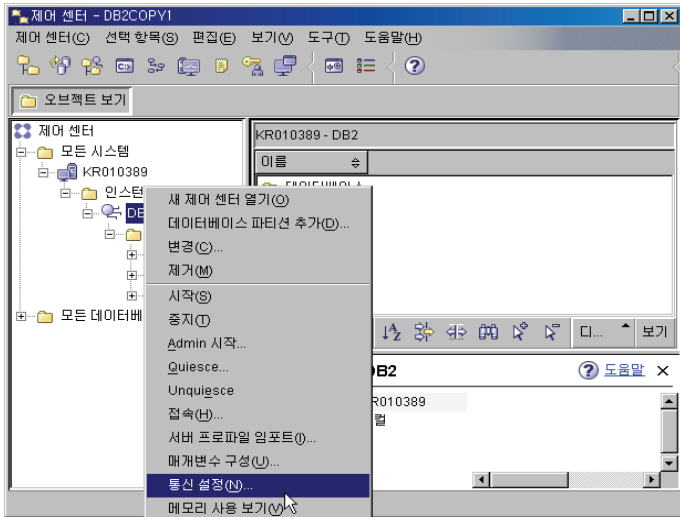 제어 센터 - DB2COPY1
제어 센터(C) 선택 항목(S) 편집(E) 보기(V) 도구(T) 도움말(H)
오브젝트 보기
제어 센터
모든 시스템
KR010389
인스턴
DB
모든 데이터베
KR010389 - DB2
이름
새 제어 센터 열기(O)
데이터베이스 파티션 추가(D)...
변경(C)...
제거(M)
시작(S)
중지(T)
Admin 시작...
Quiesce...
Unquiesce
접속(H)...
서버 프로파일 임포트(I)...
매개변수 구성(U)...
통신 설정(N)...
메모리 사용 보기(V)
디... 보기
DB2
도움말
KR010389
컬